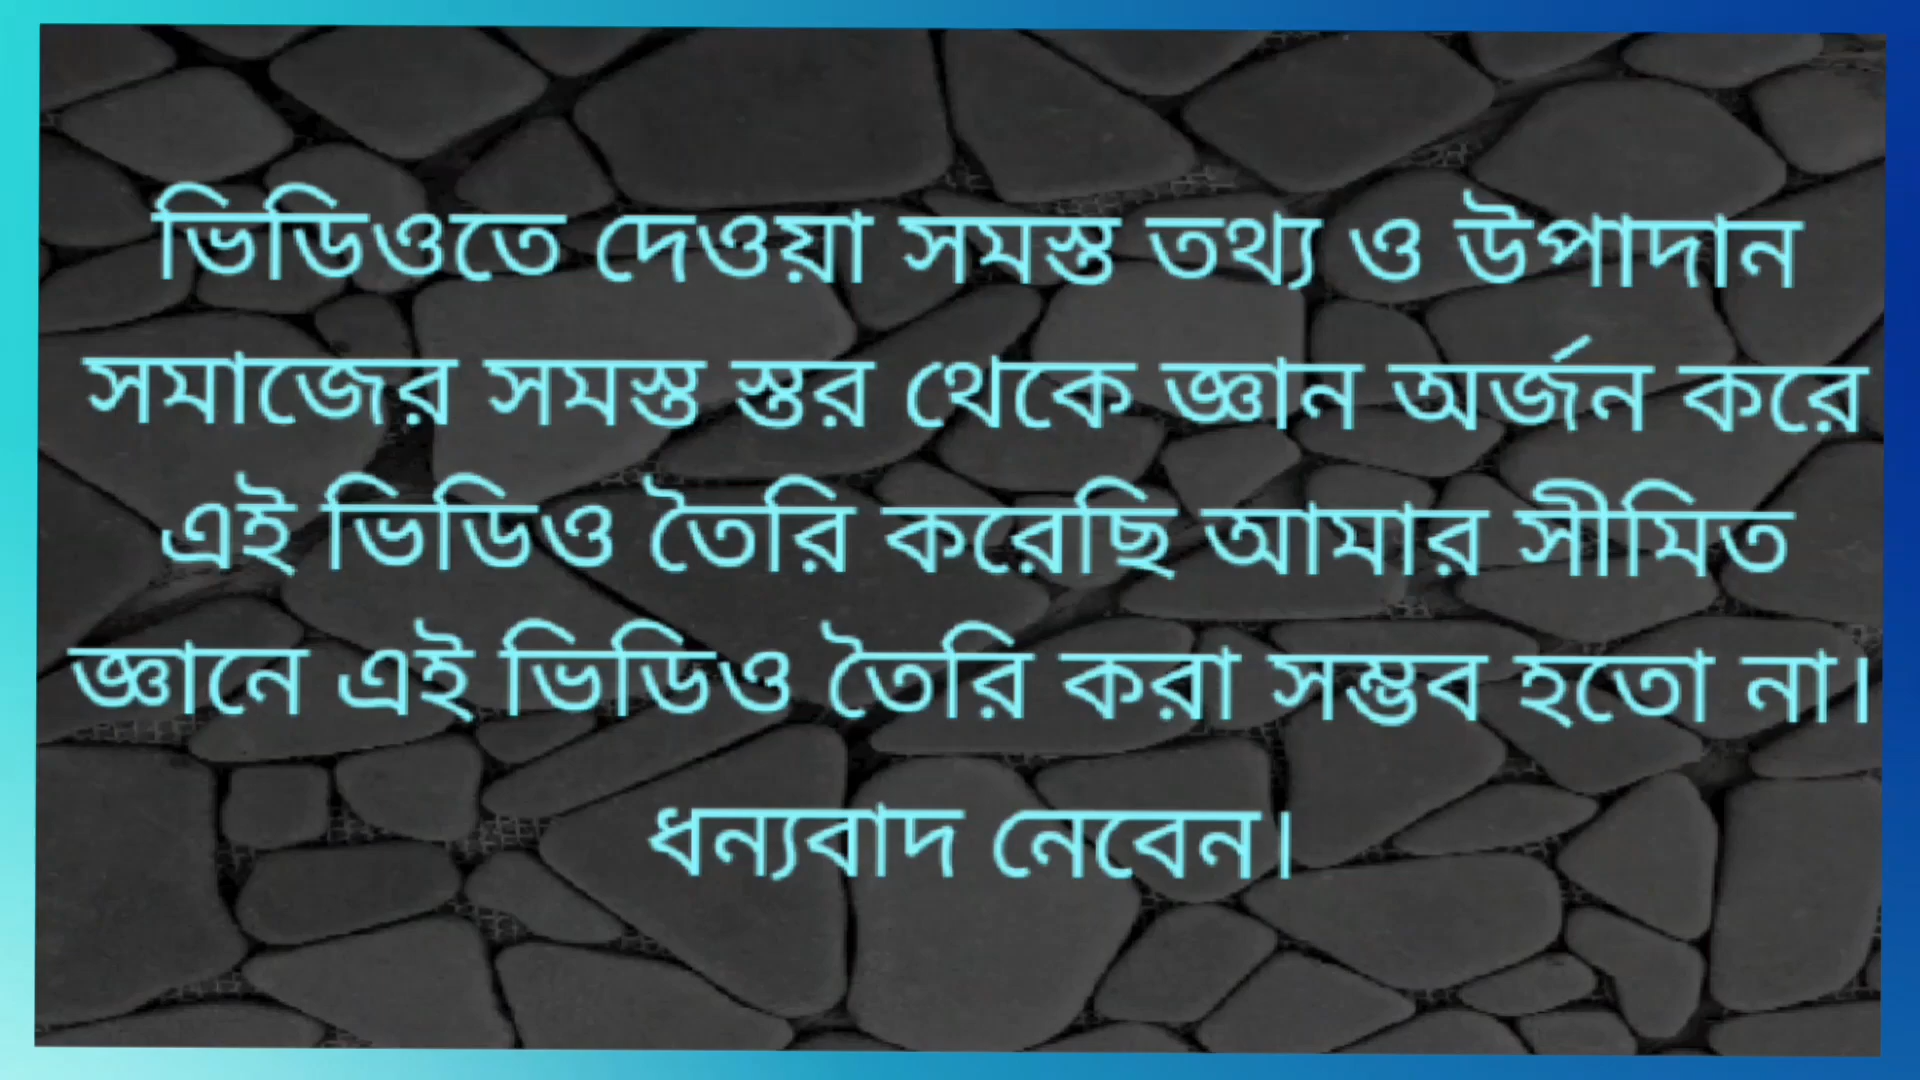 ভিডিওতে দেওয়া সমস্ত তথ্য ও উপাদান
সমাজের সমস্ত স্তর থেকে জ্ঞান অর্জন করে
এই ভিডিও তৈরি করেছি আমার সীমিত
জ্ঞানে এই ভিডিও তৈরি করা সম্ভব হতো না।
ধন্যবাদ নেবেন।